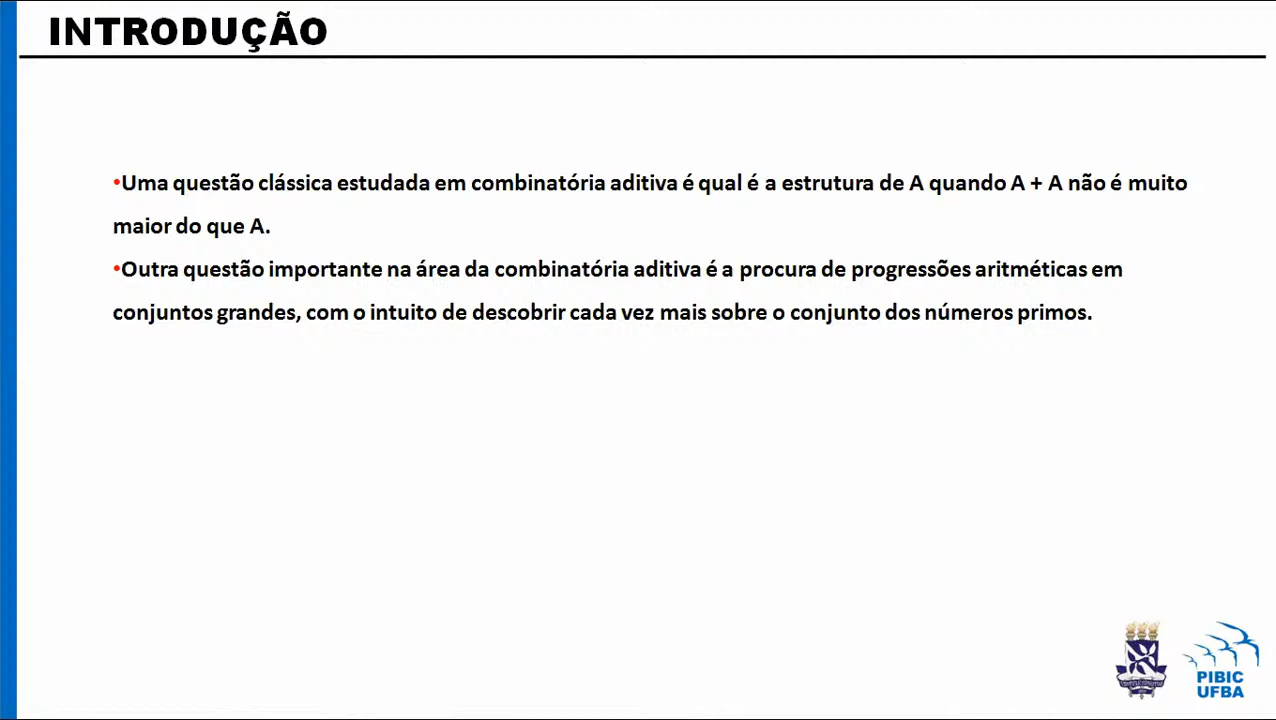 INTRODUÇÃO
•Uma questão clássica estudada em combinatória aditiva é qual é a estrutura de A quando A + A não é muito
maior do que A.
•Outra questão importante na área da combinatória aditiva é a procura de progressões aritméticas em
conjuntos grandes, com o intuito de descobrir cada vez mais sobre o conjunto dos números primos.
PIBIC
UFBA